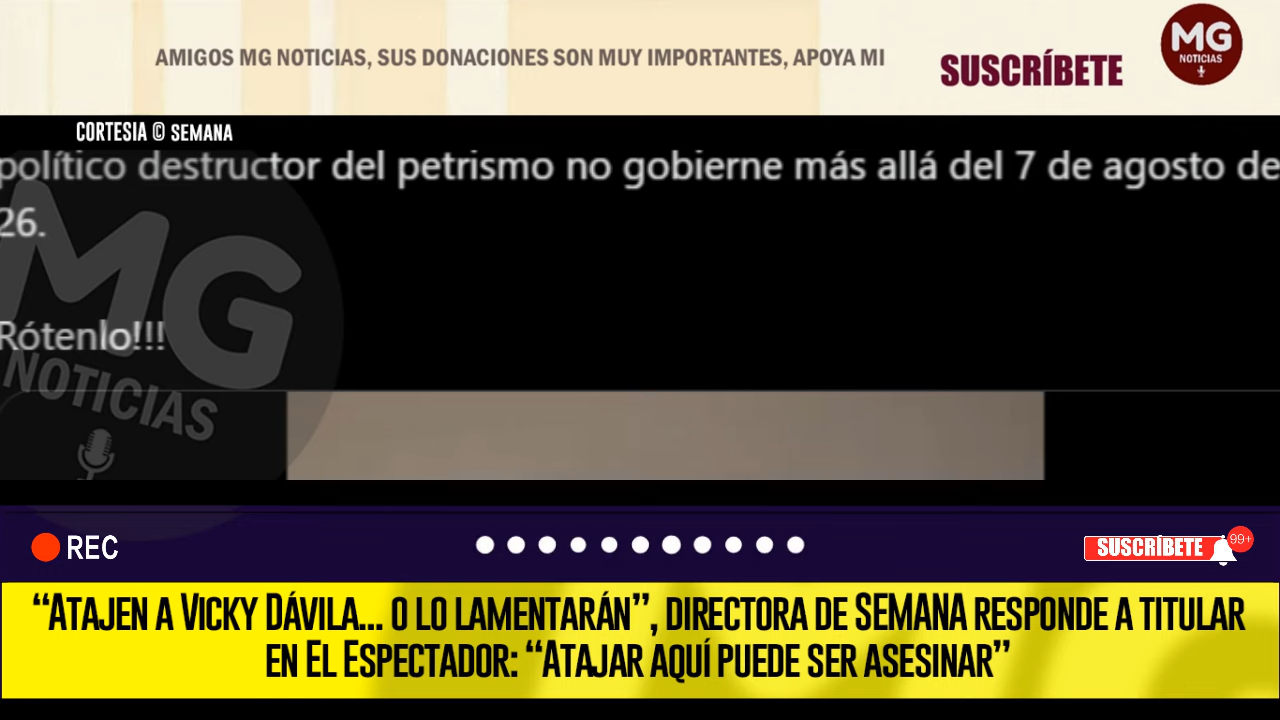 AMIGOS MG NOTICIAS, SUS DONACIONES SON MUY IMPORTANTES, APOYA MI
SUSCRÍBETE
MG
NOTICIAS
CORTESIA © SEMANA
político destructor del petrismo no gobierne más allá del 7 de agosto de
26.
Rótenlo!!!
MG
NOTICIAS
REC
SUSCRÍBETE
99+
“ATAJEN A VICKY DÁVILA... O LO LAMENTARÁN”, DIRECTORA DE SEMANA RESPONDE A TITULAR
EN EL ESPECTADOR: “ATAJAR AQUÍ PUEDE SER ASESINAR”